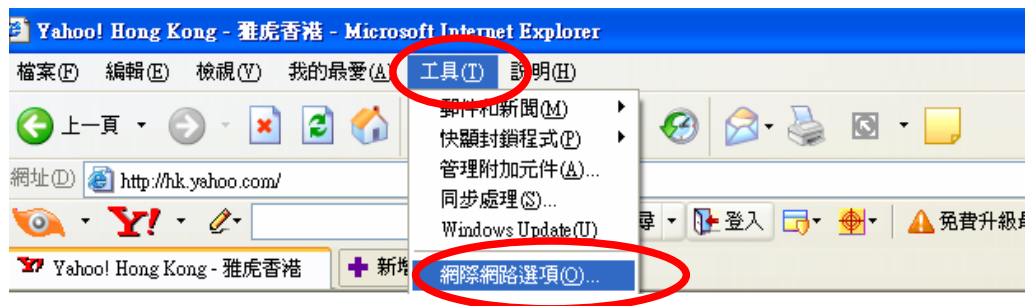 Yahoo! Hong Kong - 雅虎香港 - Microsoft Internet Explorer
檔案(F) 編輯(E) 檢視(V) 我的最愛(A) 工具(T) 說明(H)
上一頁
郵件和新聞(M)
快顯封鎖程式(P)
管理附加元件(A)...
同步處理(S)...
Windows Update(U)
網際網路選項(O)...
網址(D) http://hk.yahoo.com/
Y! 尋 登入 免費升級
Yahoo! Hong Kong - 雅虎香港 新增